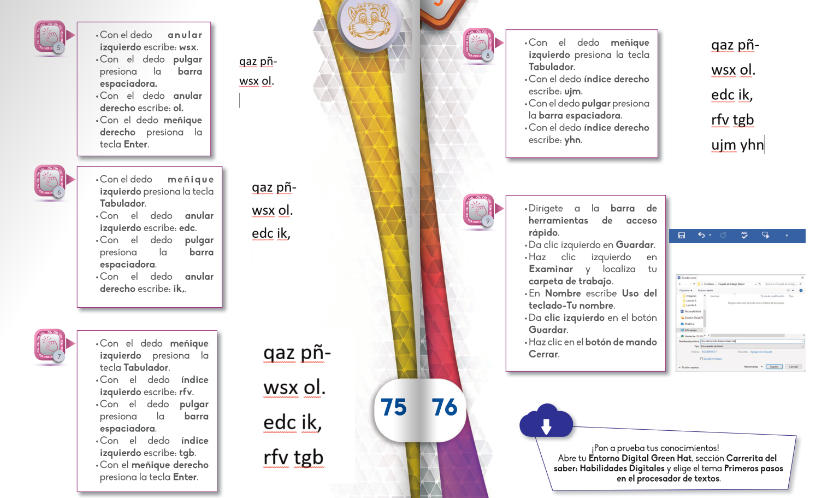 5
•Con el dedo anular
izquierdo escribe: wsx.
•Con el dedo pulgar
presiona la barra
espaciadora.
•Con el dedo anular
derecho escribe: ol.
•Con el dedo meñique
derecho presiona la
tecla Enter.
qaz pñ-
wsx ol.
6
•Con el dedo meñique
izquierdo presiona la tecla
Tabulador.
•Con el dedo anular
izquierdo escribe: edc.
•Con el dedo pulgar
presiona la barra
espaciadora.
•Con el dedo anular
derecho escribe: ik,.
qaz pñ-
wsx ol.
edc ik,
7
•Con el dedo meñique
izquierdo presiona la
tecla Tabulador.
•Con el dedo índice
izquierdo escribe: rfv.
•Con el dedo pulgar
presiona la barra
espaciadora.
•Con el dedo índice
izquierdo escribe: tgb.
•Con el meñique derecho
presiona la tecla Enter.
qaz pñ-
wsx ol.
edc ik,
rfv tgb
75
76
8
•Con el dedo meñique
izquierdo presiona la tecla
Tabulador.
•Con el dedo índice derecho
escribe: ujm.
•Con el dedo pulgar presiona
la barra espaciadora.
•Con el dedo índice derecho
escribe: yhn.
qaz pñ-
wsx ol.
edc ik,
rfv tgb
ujm yhn
9
•Dirígete a la barra de
herramientas de acceso
rápido.
•Da clic izquierdo en Guardar.
•Haz clic izquierdo en
Examinar y localiza tu
carpeta de trabajo.
•En Nombre escribe Uso del
teclado-Tu nombre.
•Da clic izquierdo en el botón
Guardar.
•Haz clic en el botón de mando
Cerrar.
¡Pon a prueba tus conocimientos!
Abre tu Entorno Digital Green Hat, sección Carrerita del
saber: Habilidades Digitales y elige el tema Primeros pasos
en el procesador de textos.